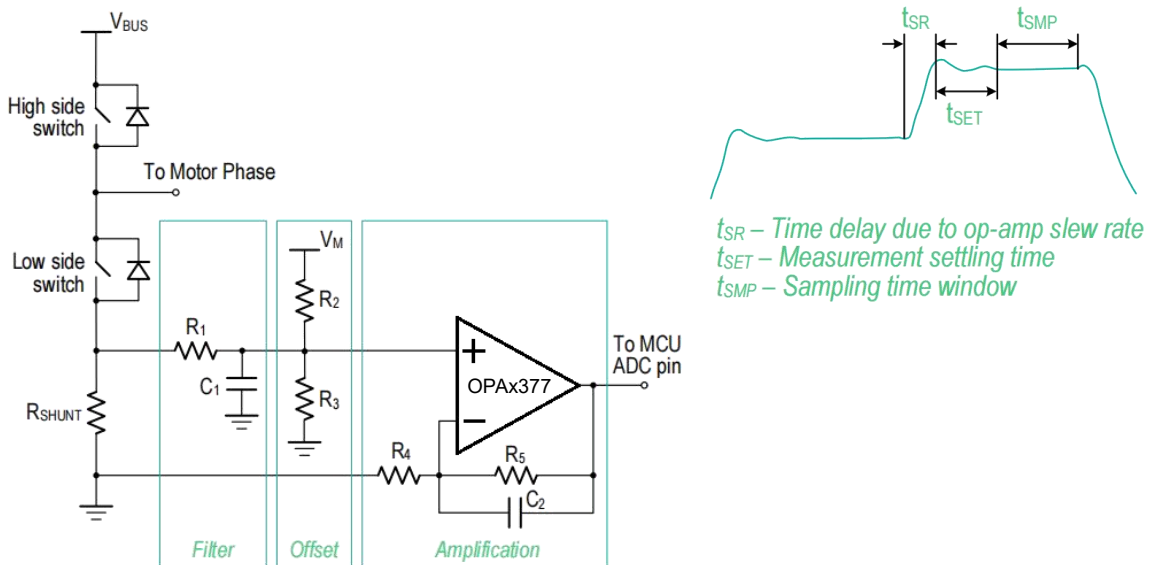 VBUS
High side
switch
To Motor Phase
Low side
switch
VM
R2
R1
C1
R3
RSHUNT
OPAx377
To MCU
ADC pin
R4
R5
C2
Filter
Offset
Amplification
tSR
tSMP
tSET
tSR – Time delay due to op-amp slew rate
tSET – Measurement settling time
tSMP – Sampling time window